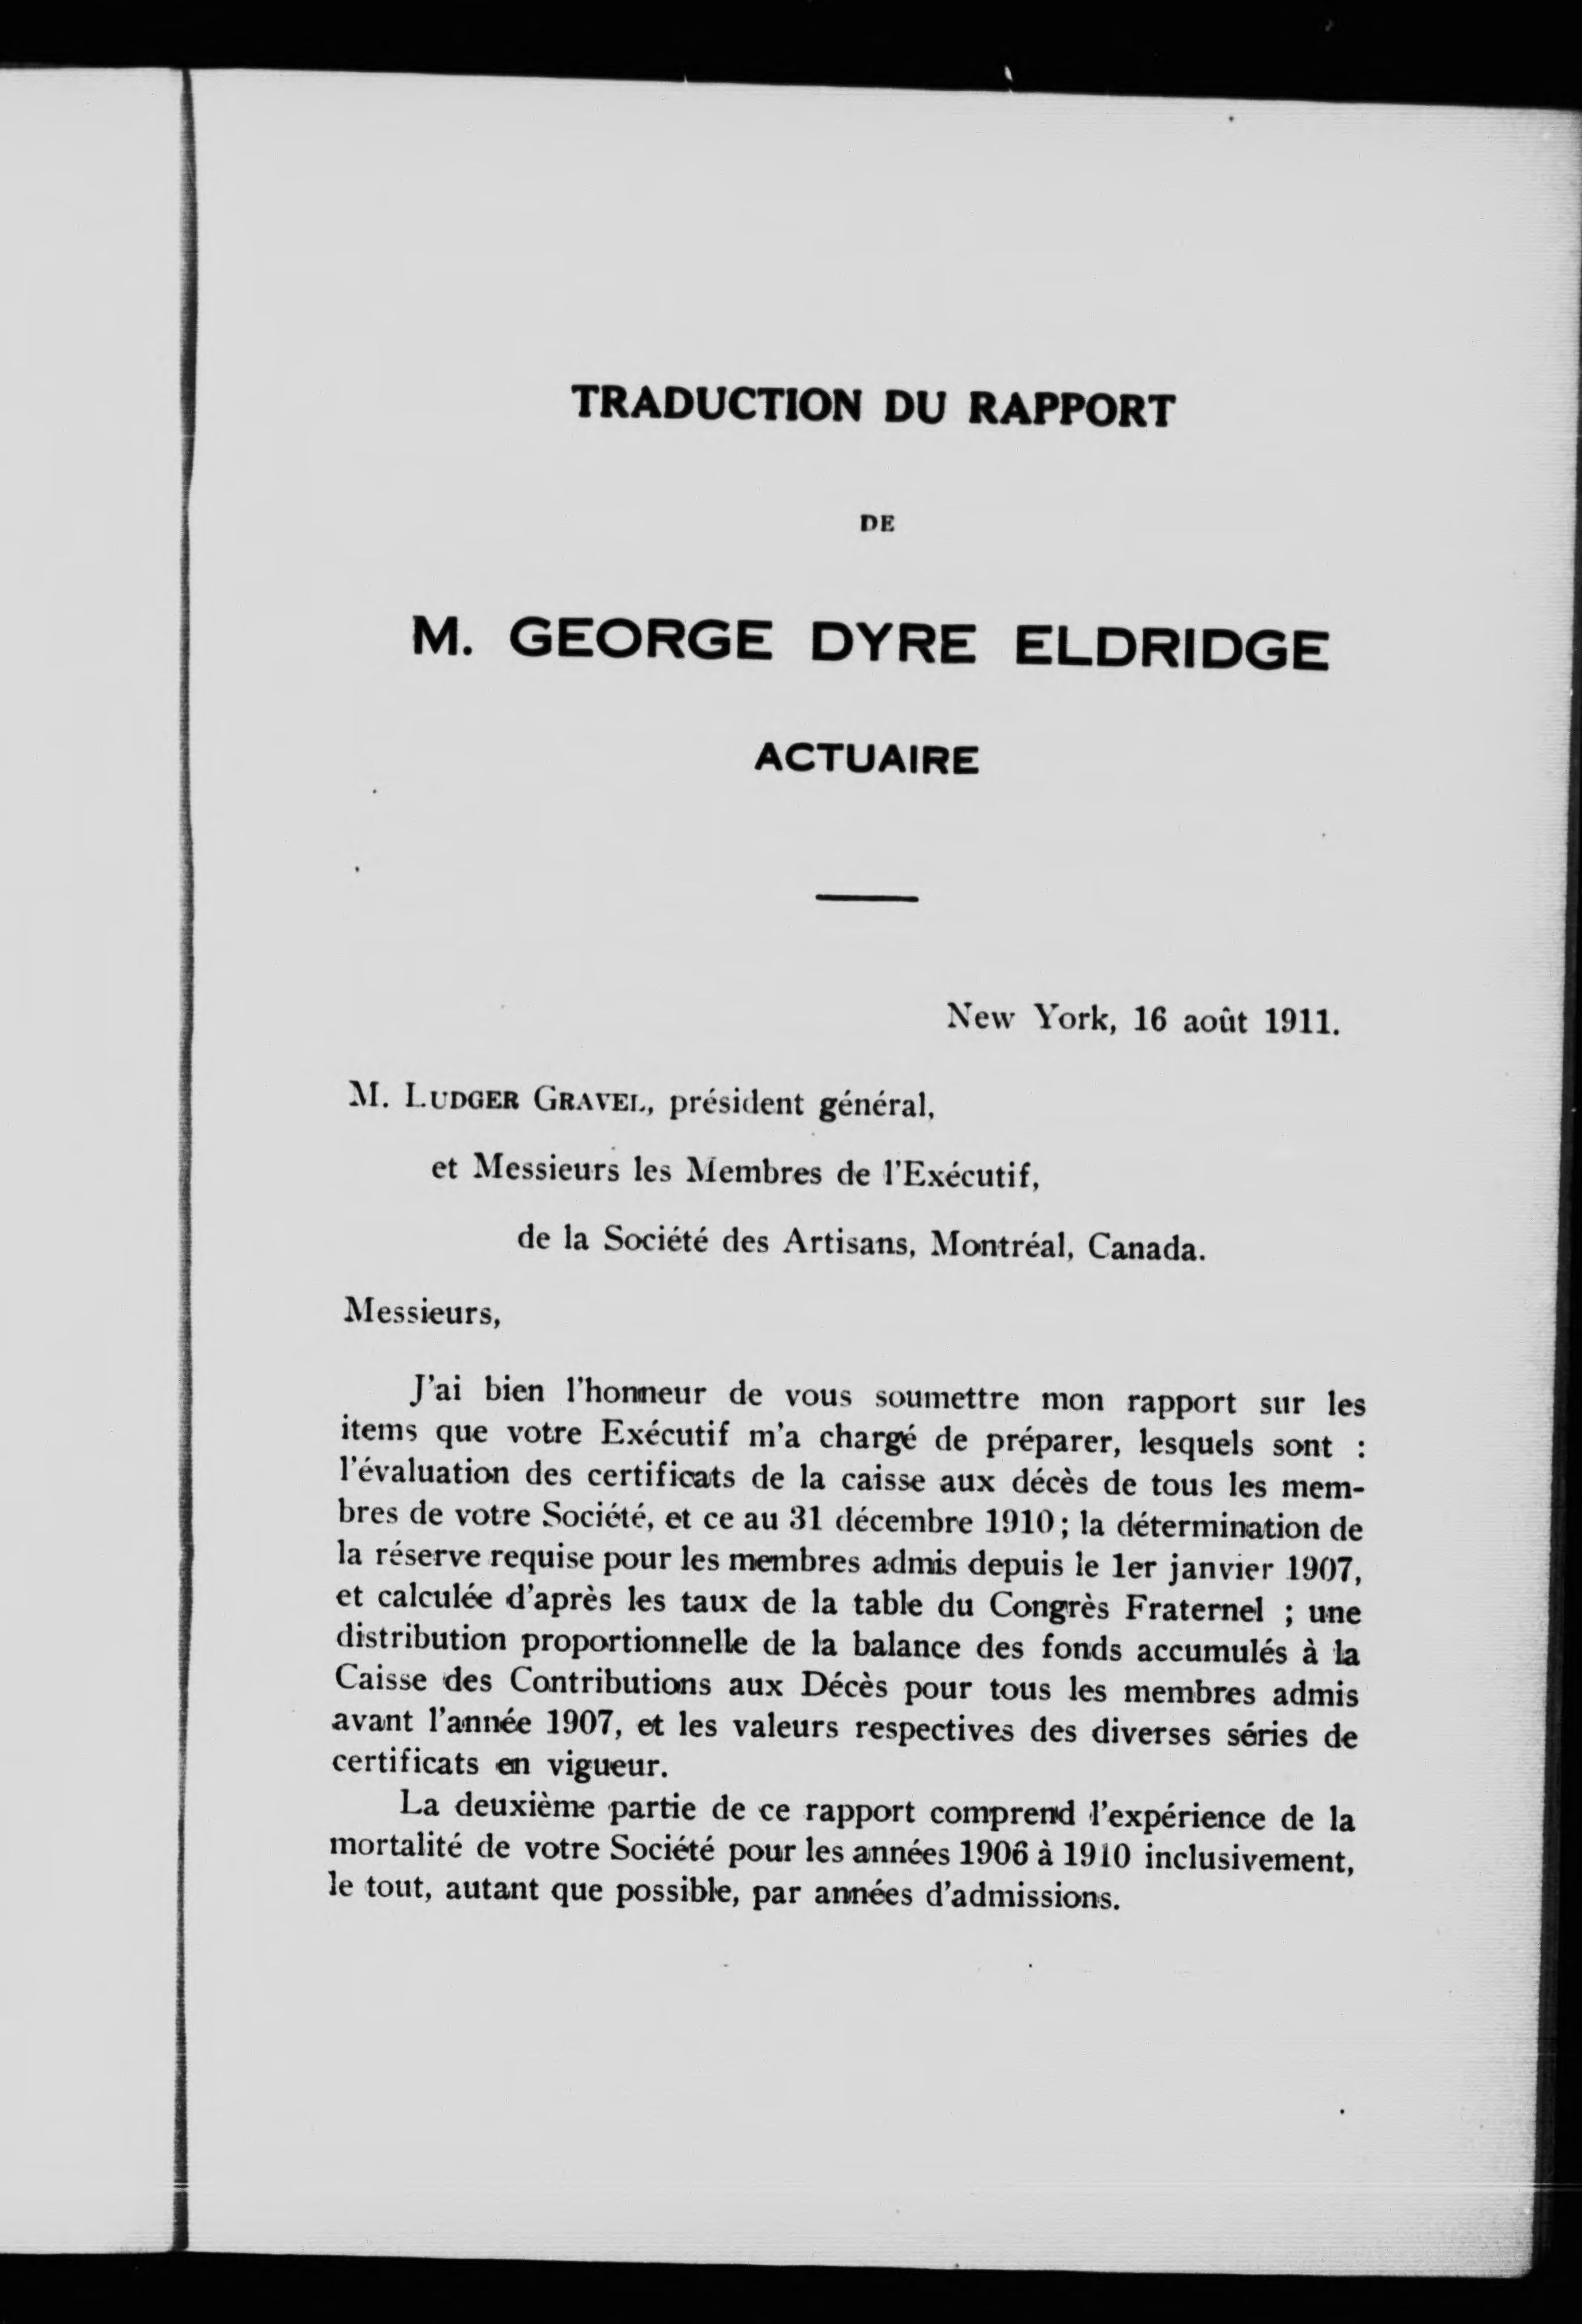 TRADUCTION DU RAPPORT
DE
M. GEORGE DYRE ELDRIDGE
ACTUAIRE
New York, 16 août 1911.
M. LUDGER GRAVEL, président général,
et Messieurs les Membres de l'Exécutif,
de la Société des Artisans, Montréal, Canada.
Messieurs,
J'ai bien l'honneur de vous soumettre mon rapport sur les
items que votre Exécutif m'a chargé de préparer, lesquels sont :
l'évaluation des certificats de la caisse aux décès de tous les mem-
bres de votre Société, et ce au 31 décembre 1910 ; la détermination de
la réserve requise pour les membres admis depuis le 1er janvier 1907,
et calculée d'après les taux de la table du Congrès Fraternel ; une
distribution proportionnelle de la balance des fonds accumulés à la
Caisse des Contributions aux Décès pour tous les membres admis
avant l'année 1907, et les valeurs respectives des diverses séries de
certificats en vigueur.
La deuxième partie de ce rapport comprend l'expérience de la
mortalité de votre Société pour les années 1906 à 1910 inclusivement,
le tout, autant que possible, par années d'admissions.